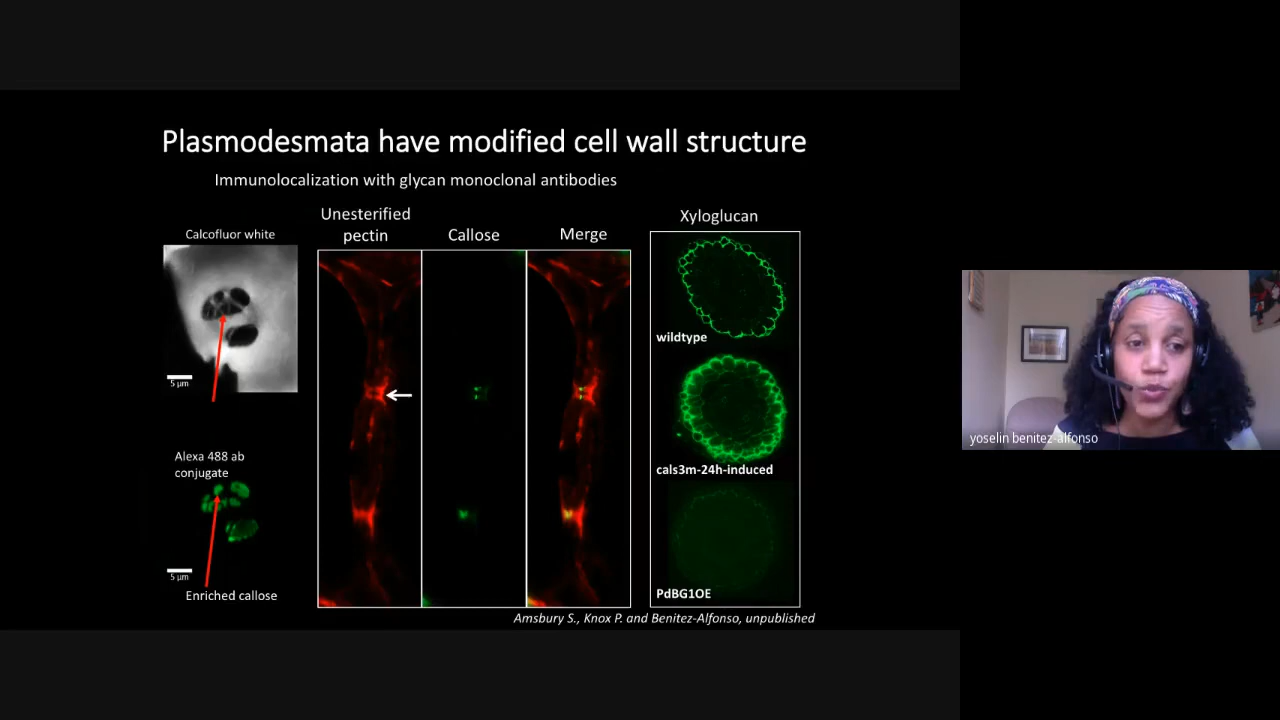 Plasmodesmata have modified cell wall structure
Immunolocalization with glycan monoclonal antibodies
Calcofluor white
Unesterified
pectin
Callose
Merge
Xyloglucan
5 µm
wildtype
cals3m-24h-induced
Alexa 488 ab
conjugate
5 µm
Enriched callose
PdBG1OE
Amsbury S., Knox P. and Benitez-Alfonso, unpublished
yoselin benitez-alfonso